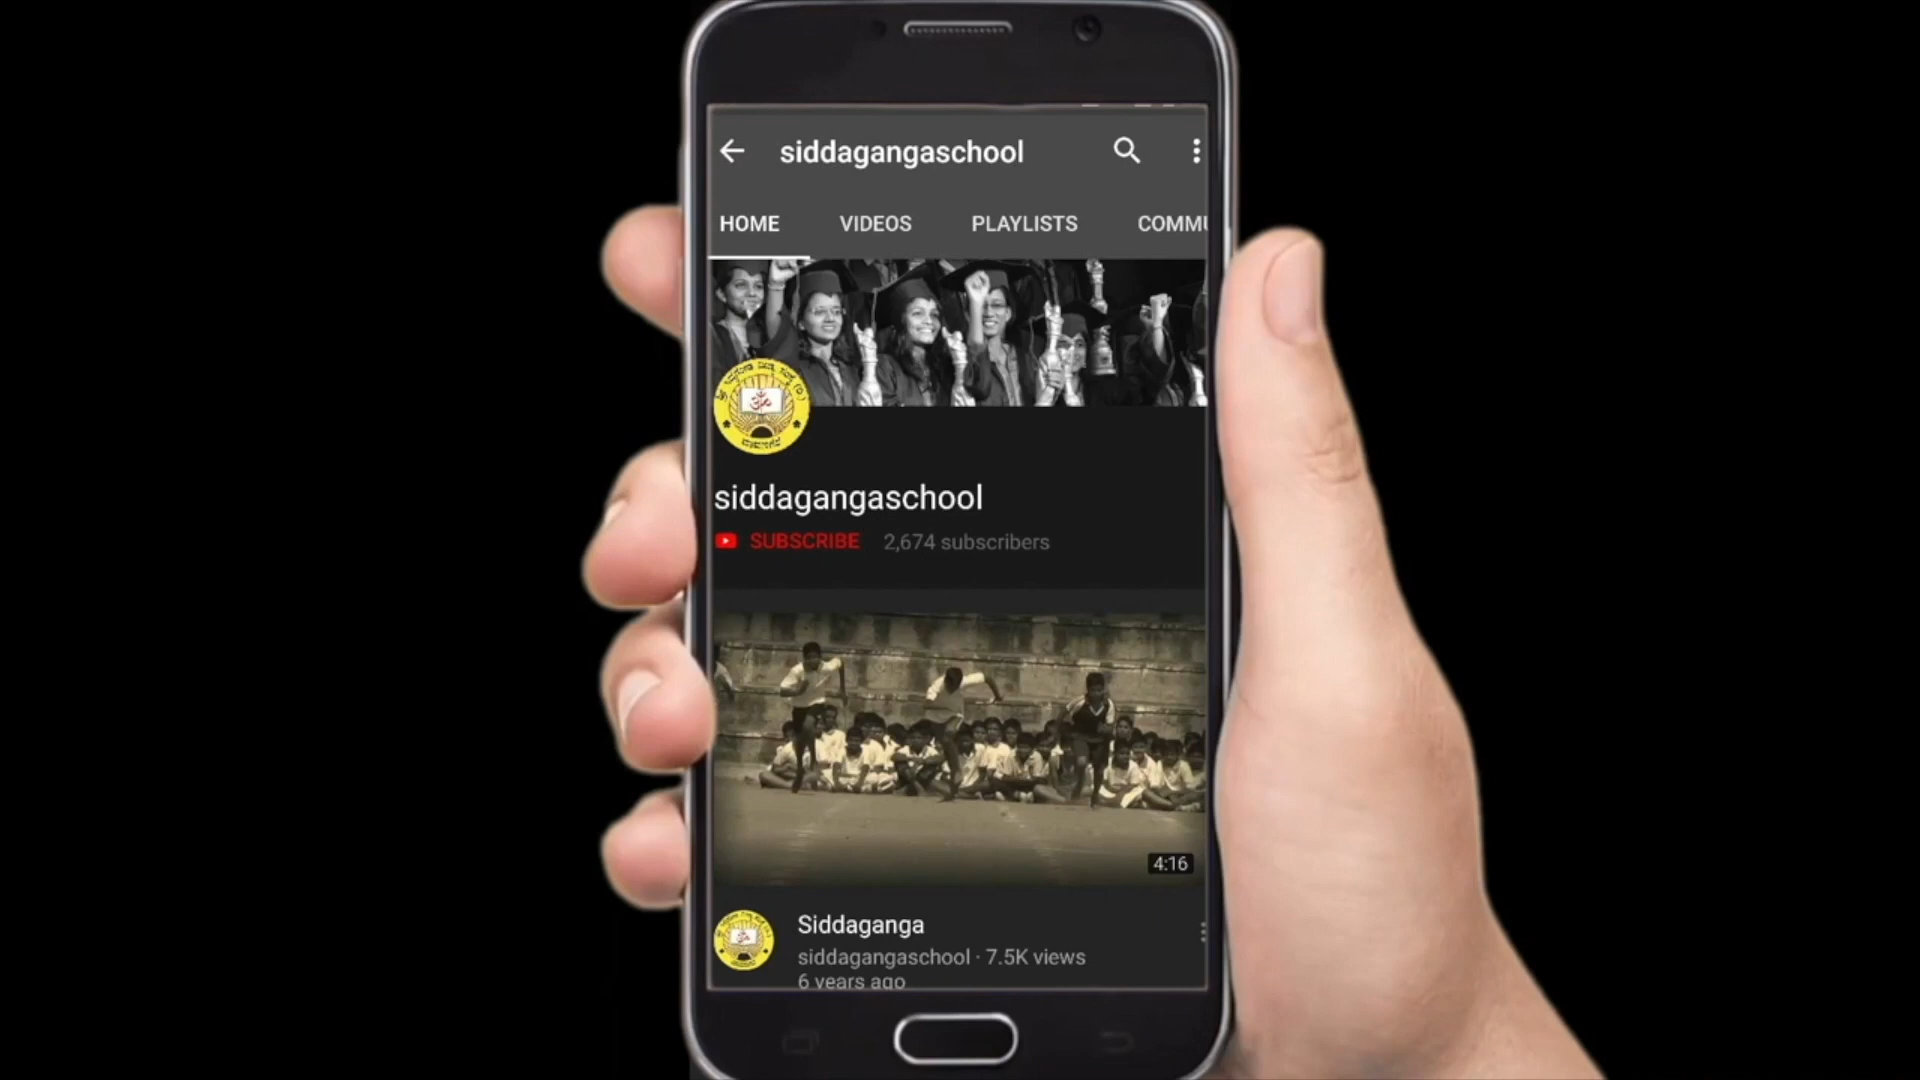 siddagangaschool
HOME VIDEOS PLAYLISTS COMMU
siddagangaschool
SUBSCRIBE 2,674 subscribers
4:16
Siddaganga
siddagangaschool · 7.5K views
6 years ago